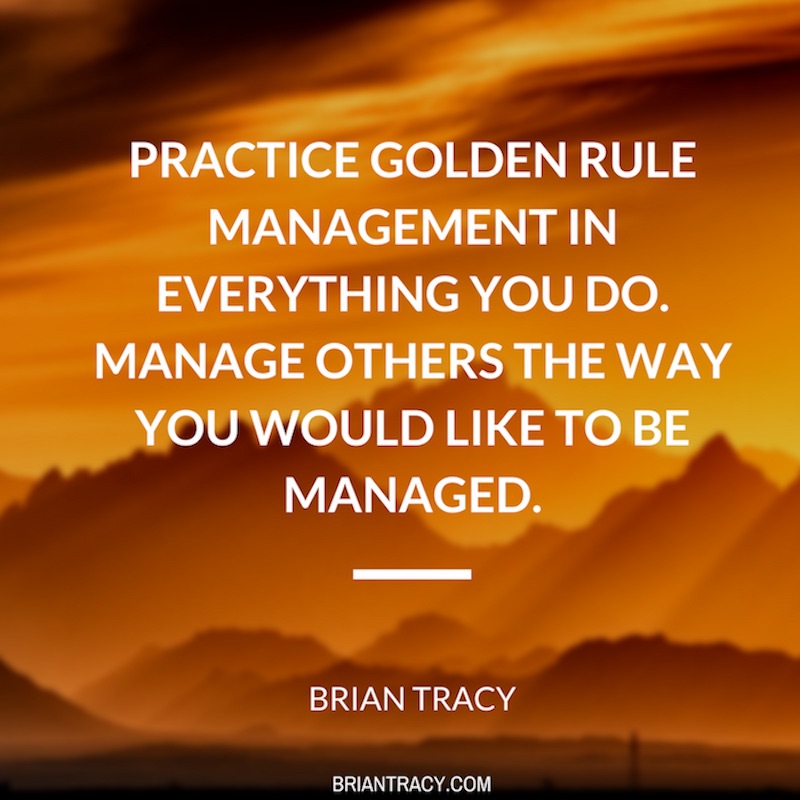 PRACTICE GOLDEN RULE
MANAGEMENT IN
EVERYTHING YOU DO.
MANAGE OTHERS THE WAY
YOU WOULD LIKE TO BE
MANAGED.
BRIAN TRACY
BRIANTRACY.COM